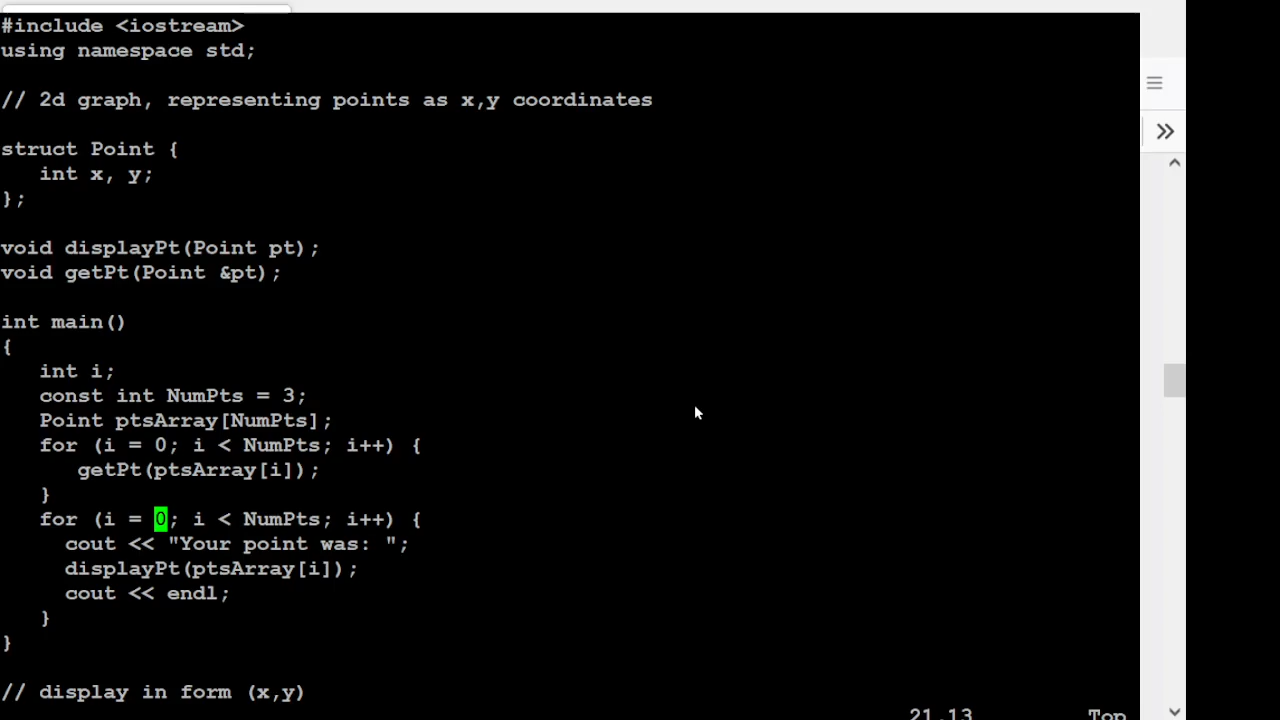 #include <iostream>
using namespace std;
// 2d graph, representing points as x,y coordinates
struct Point {
   int x, y;
};
void displayPt(Point pt);
void getPt(Point &pt);
int main()
{
   int i;
   const int NumPts = 3;
   Point ptsArray[NumPts];
   for (i = 0; i < NumPts; i++) {
      getPt(ptsArray[i]);
   }
   for (i = 0; i < NumPts; i++) {
     cout << "Your point was: ";
     displayPt(ptsArray[i]);
     cout << endl;
   }
}
// display in form (x,y)
21,13 Top